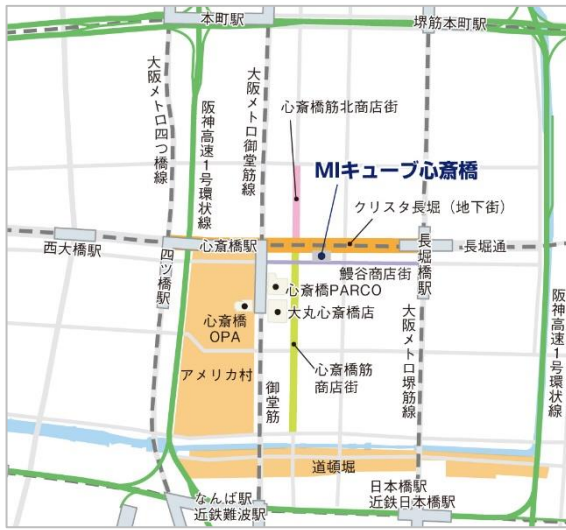 本町駅
堺筋本町駅
大阪メトロ四つ橋線
阪神高速1号環状線
大阪メトロ御堂筋線
心斎橋筋北商店街
MIキューブ心斎橋
クリスタ長堀（地下街）
西大橋駅
四ツ橋駅
心斎橋駅
長堀橋駅
長堀通
鰻谷商店街
心斎橋PARCO
大丸心斎橋店
心斎橋
OPA
アメリカ村
御堂筋
心斎橋筋
商店街
大阪メトロ堺筋線
阪神高速1号環状線
道頓堀
なんば駅
近鉄難波駅
日本橋駅
近鉄日本橋駅